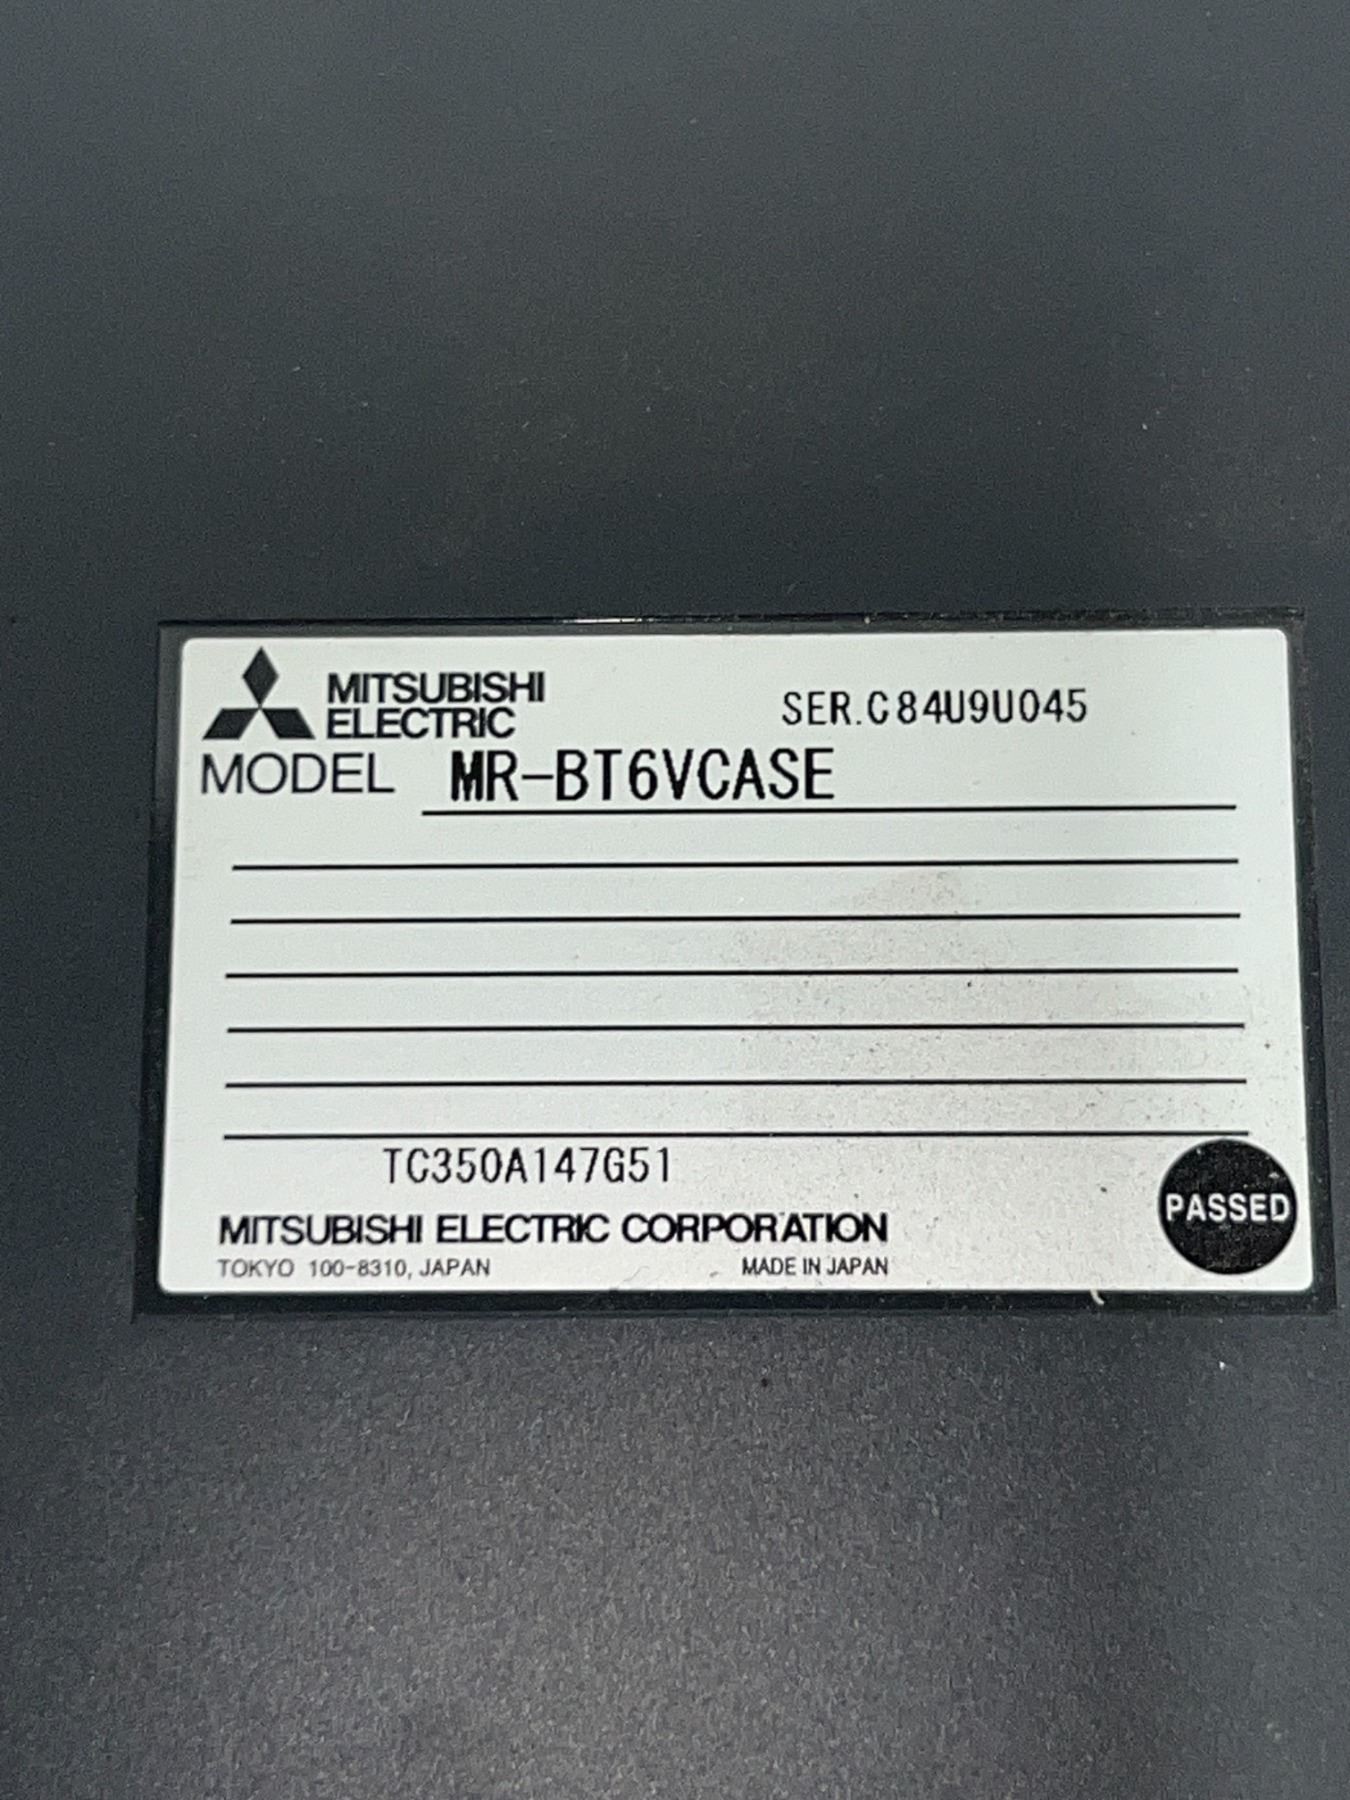 MITSUBISHI
ELECTRIC
SER.C84U9U045
MODEL MR-BT6VCASE
TC350A147G51
PASSED
MITSUBISHI ELECTRIC CORPORATION
TOKYO 100-8310, JAPAN MADE IN JAPAN